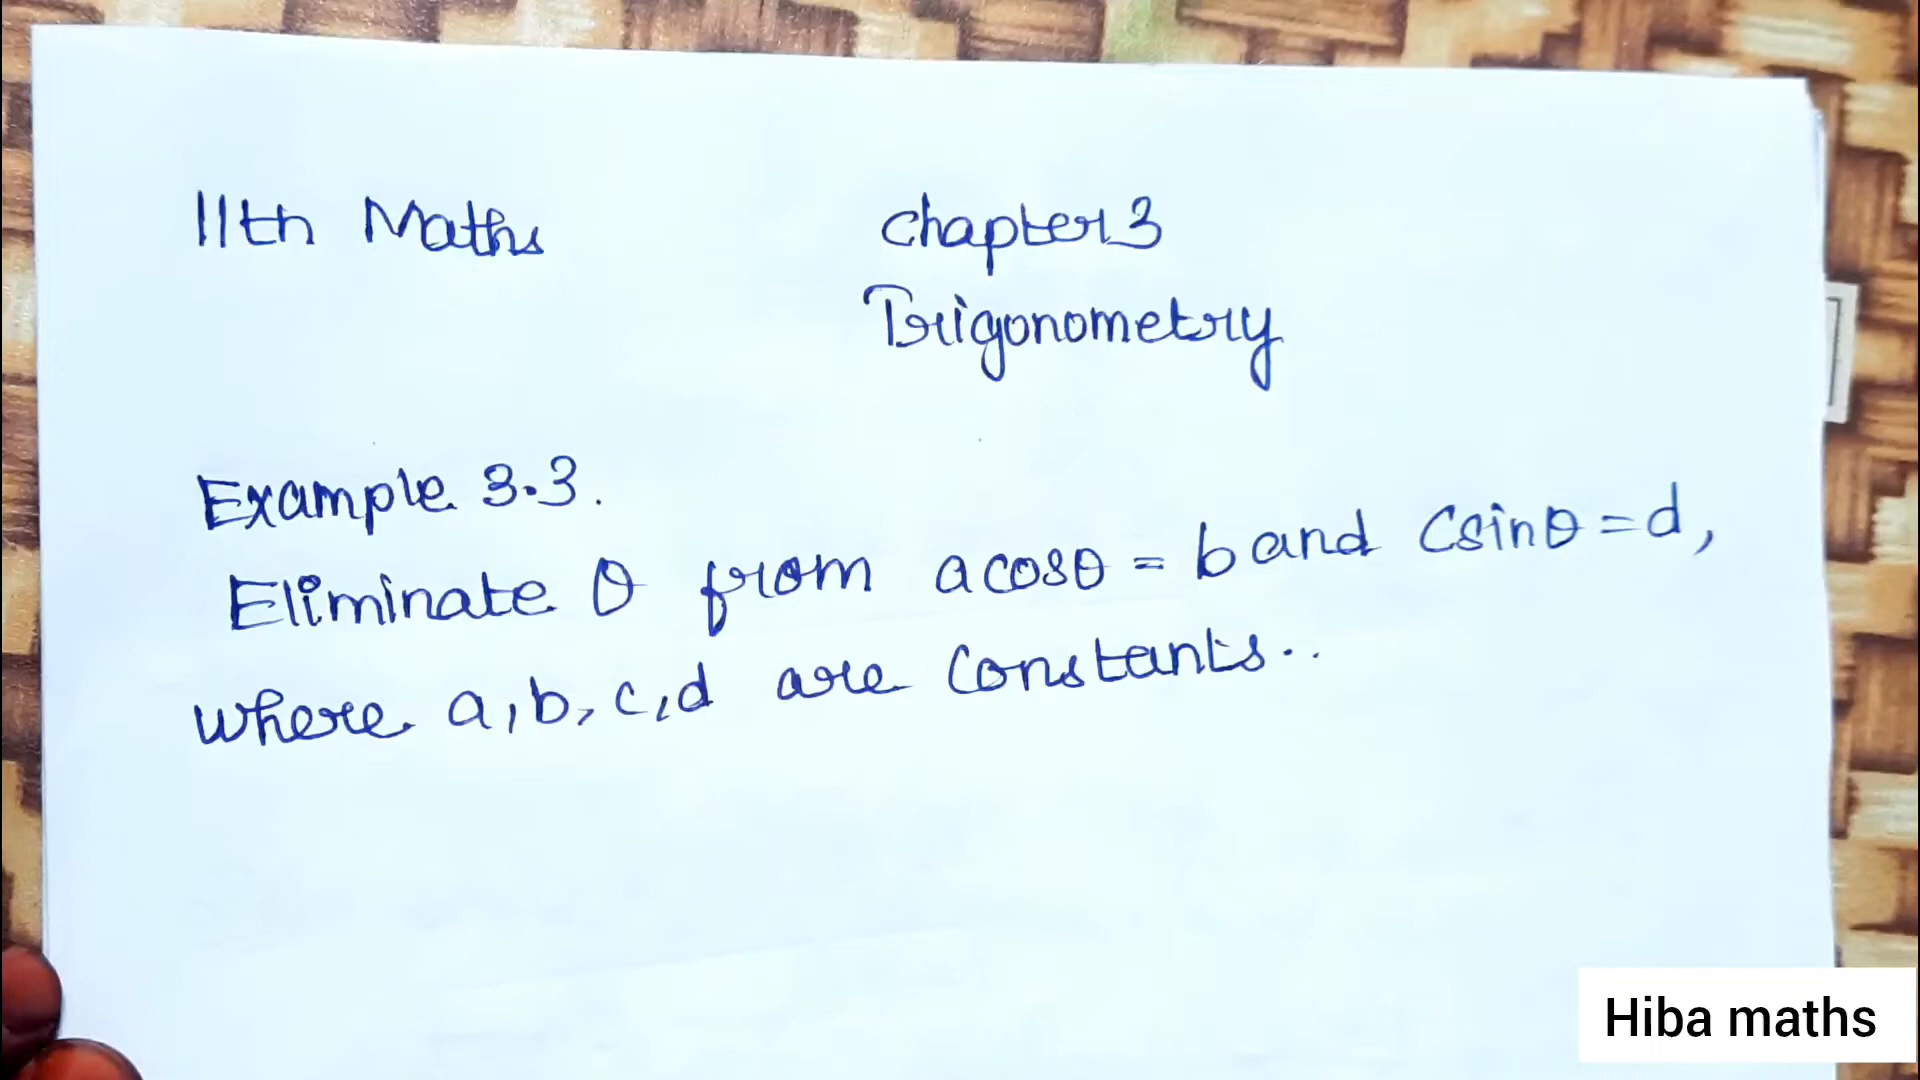 11th Maths Chapter 3
Trigonometry
Example 3.3.
Eliminate θ from a cosθ = b and c sinθ = d,
where a, b, c, d are constants..
Hiba maths